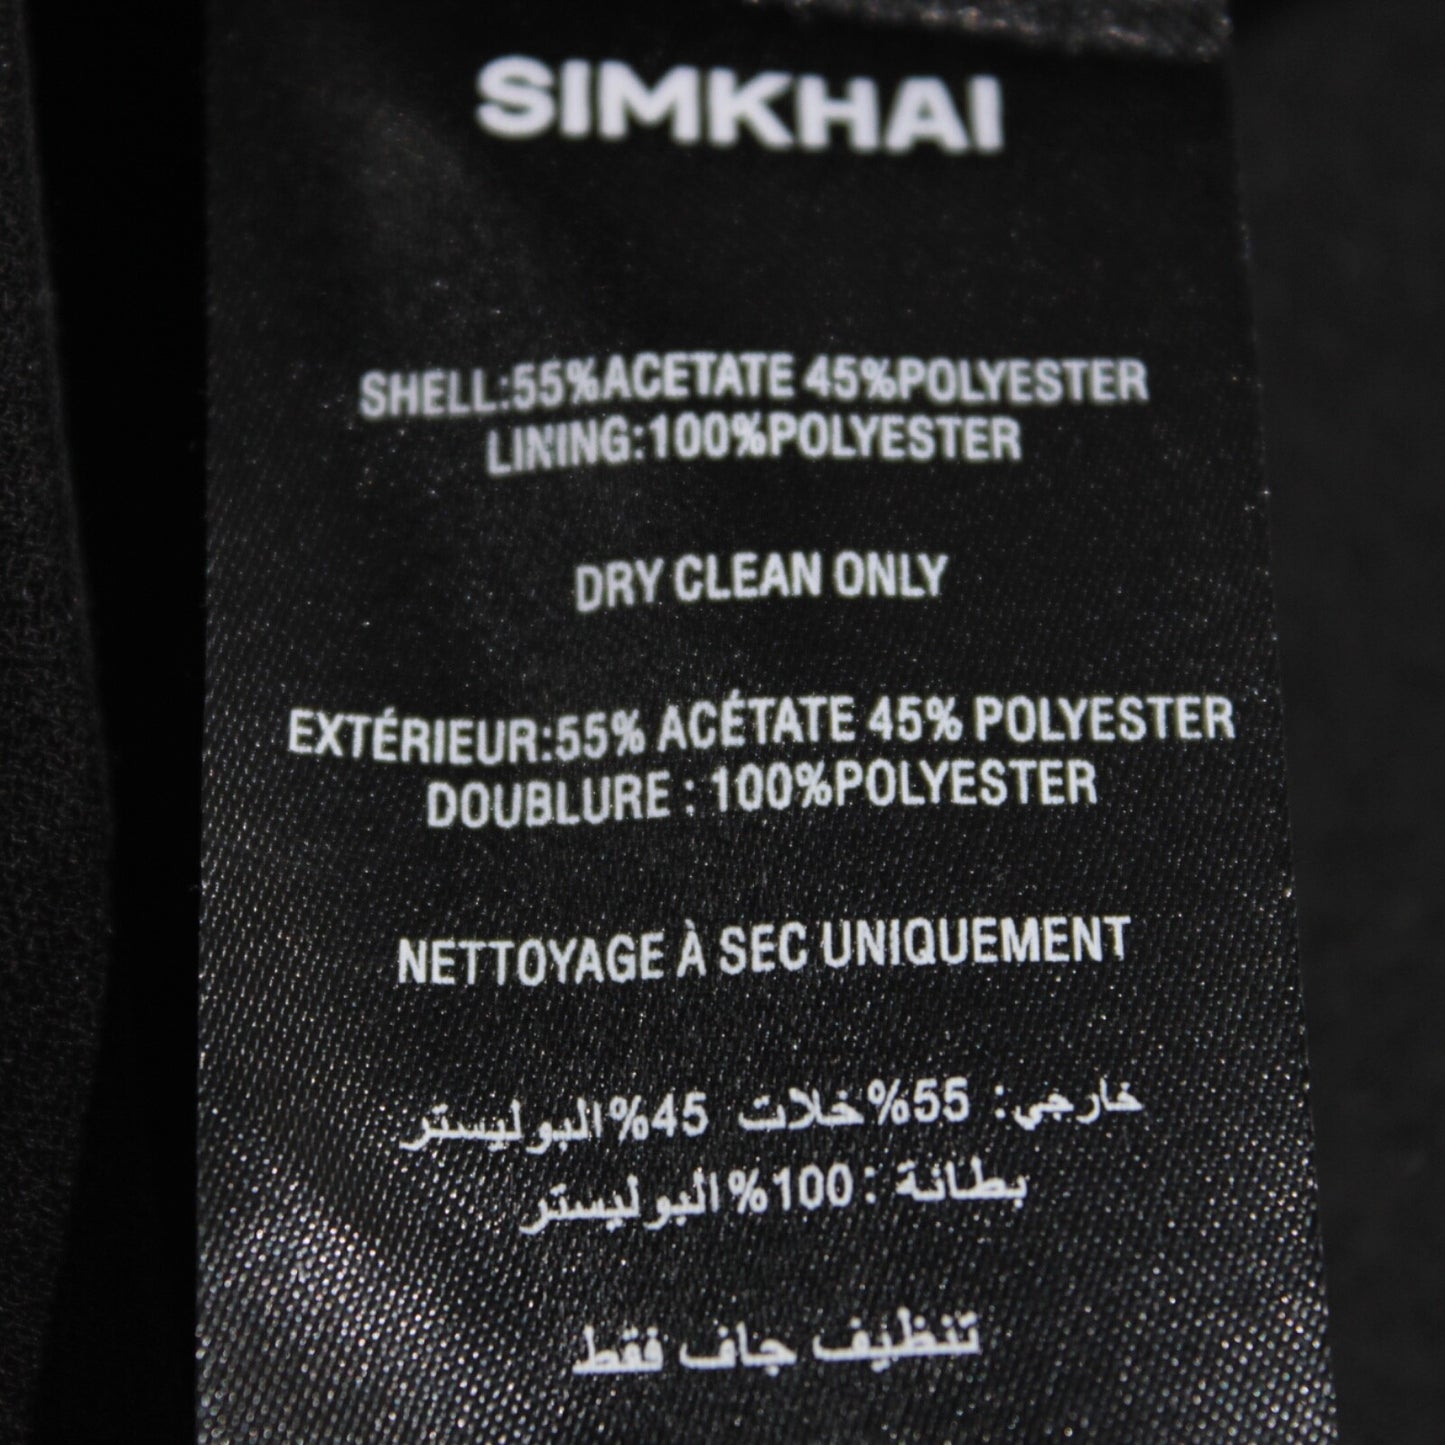 SIMKHAI
SHELL:55%ACETATE 45%POLYESTER
LINING:100%POLYESTER
DRY CLEAN ONLY
EXTÉRIEUR:55% ACÉTATE 45% POLYESTER
DOUBLURE : 100%POLYESTER
NETTOYAGE À SEC UNIQUEMENT
خارجي: 55%خلات 45%البوليستر
بطانة :100%البوليستر
تنظيف جاف فقط